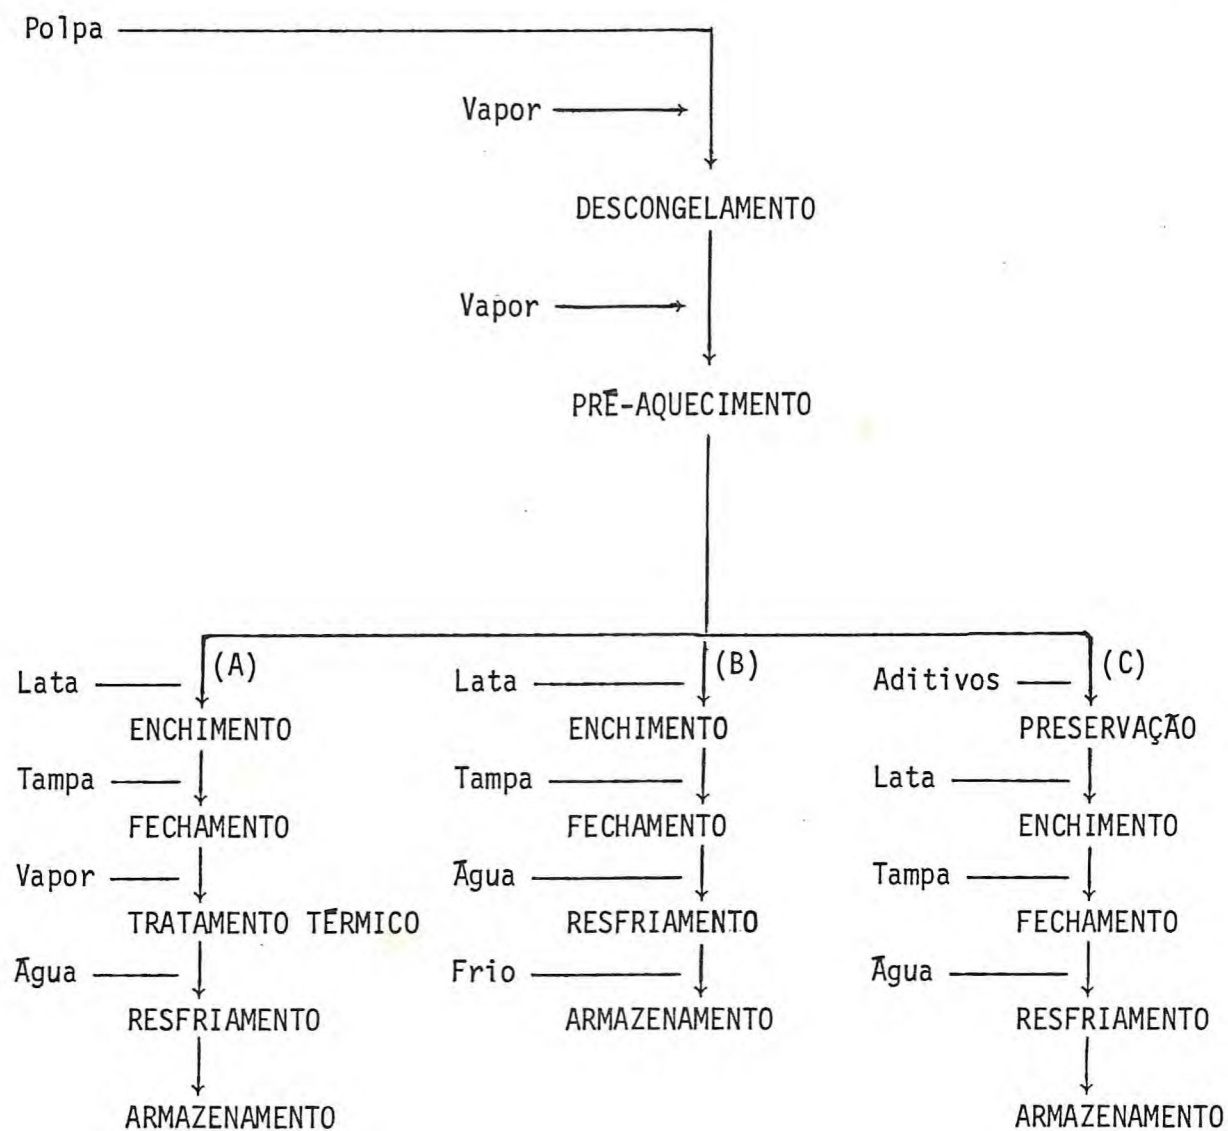 Polpa
Vapor
DESCONGELAMENTO
Vapor
PRÉ-AQUECIMENTO
(A)
Lata
ENCHIMENTO
Tampa
FECHAMENTO
Vapor
TRATAMENTO TÉRMICO
Água
RESFRIAMENTO
ARMAZENAMENTO
(B)
Lata
ENCHIMENTO
Tampa
FECHAMENTO
Água
RESFRIAMENTO
Frio
ARMAZENAMENTO
(C)
Aditivos
PRESERVAÇÃO
Lata
ENCHIMENTO
Tampa
FECHAMENTO
Água
RESFRIAMENTO
ARMAZENAMENTO